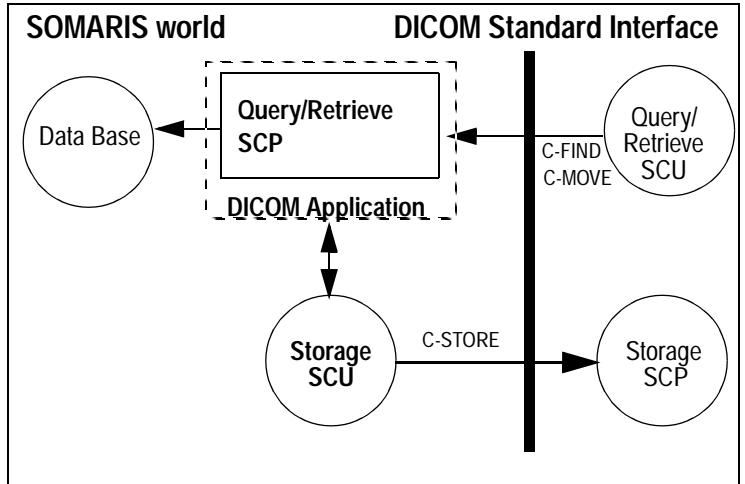 SOMARIS world
DICOM Standard Interface
Data Base
Query/Retrieve
SCP
DICOM Application
Query/
Retrieve
SCU
C-FIND
C-MOVE
Storage
SCU
C-STORE
Storage
SCP